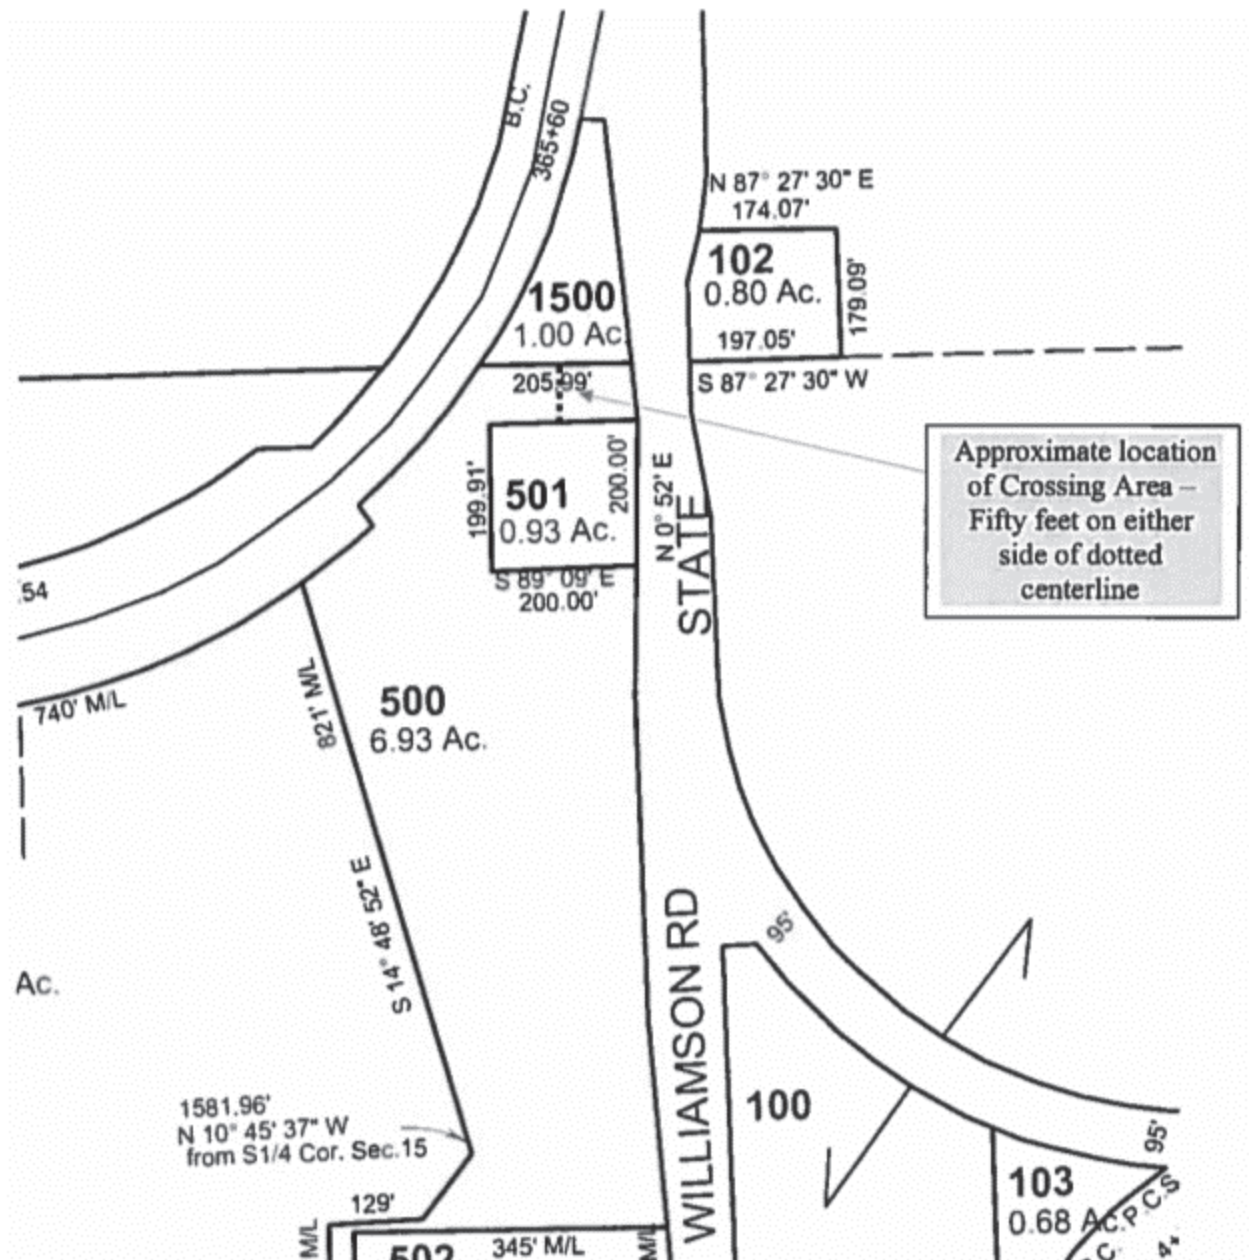 B.C.
365+60
N 87° 27' 30" E
174.07'
102
0.80 Ac.
179.09'
197.05'
S 87° 27' 30" W
1500
1.00 Ac.
205.99'
Approximate location
of Crossing Area –
Fifty feet on either
side of dotted
centerline
199.91'
501
0.93 Ac.
200.00'
N 0° 52' E
S 89° 09' E
200.00'
STATE
.54
740' M/L
821' M/L
500
6.93 Ac.
S 14° 48' 52" E
Ac.
WILLIAMSON RD
95'
1581.96'
N 10° 45' 37" W
from S1/4 Cor. Sec.15
100
95'
103
0.68 Ac.
P.C.S
C.
4x
129'
M/L
502
345' M/L
M/L